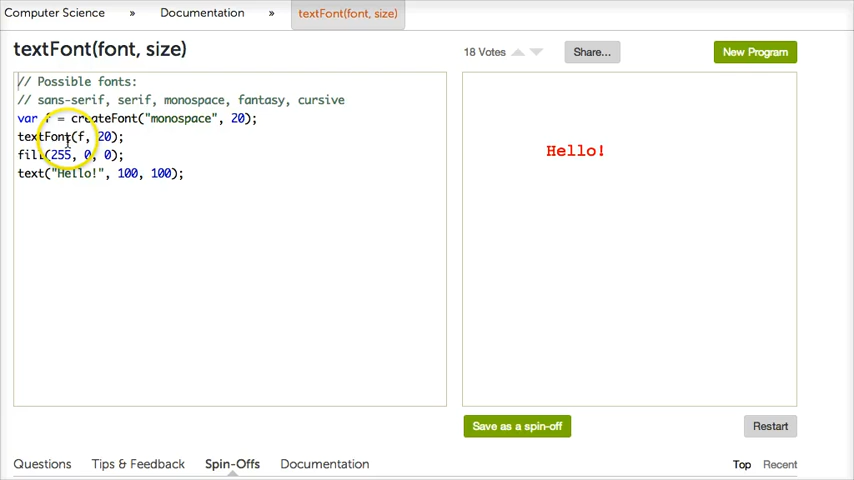 Computer Science » Documentation » textFont(font, size)
textFont(font, size)
18 Votes
Share...
New Program
// Possible fonts:
// sans-serif, serif, monospace, fantasy, cursive
var f = createFont("monospace", 20);
textFont(f, 20);
fill(255, 0, 0);
text("Hello!", 100, 100);
Hello!
Save as a spin-off
Restart
Questions Tips & Feedback Spin-Offs Documentation
Top Recent